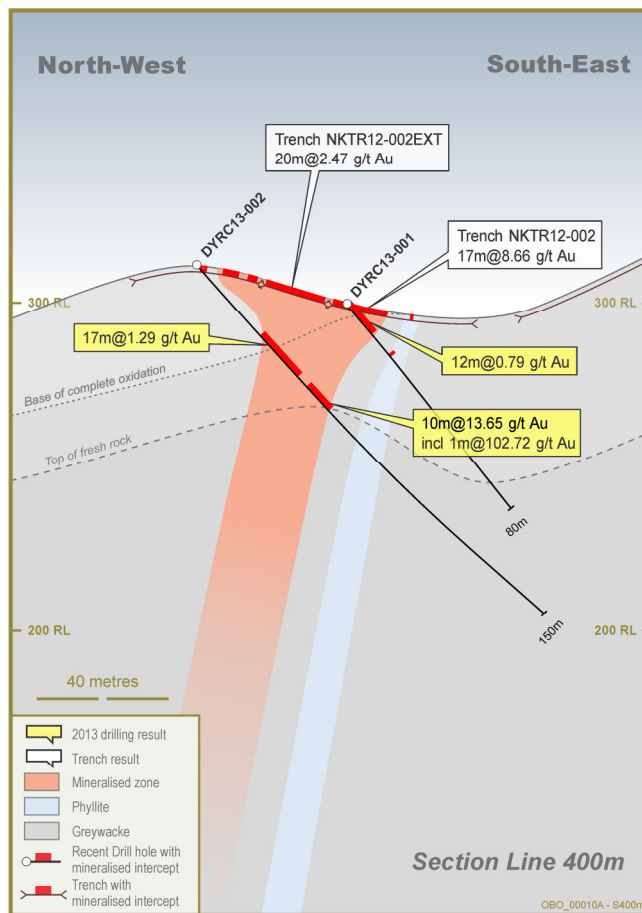 North-West
South-East
Trench NKTR12-002EXT
20m@2.47 g/t Au
DYRC13-002
DYRC13-001
Trench NKTR12-002
17m@8.66 g/t Au
300 RL
300 RL
17m@1.29 g/t Au
12m@0.79 g/t Au
Base of complete oxidation
10m@13.65 g/t Au
incl 1m@102.72 g/t Au
Top of fresh rock
80m
150m
200 RL
200 RL
40 metres
2013 drilling result
Trench result
Mineralised zone
Phyllite
Greywacke
Recent Drill hole with
mineralised intercept
Trench with
mineralised intercept
Section Line 400m
OBO_00010A - S400m